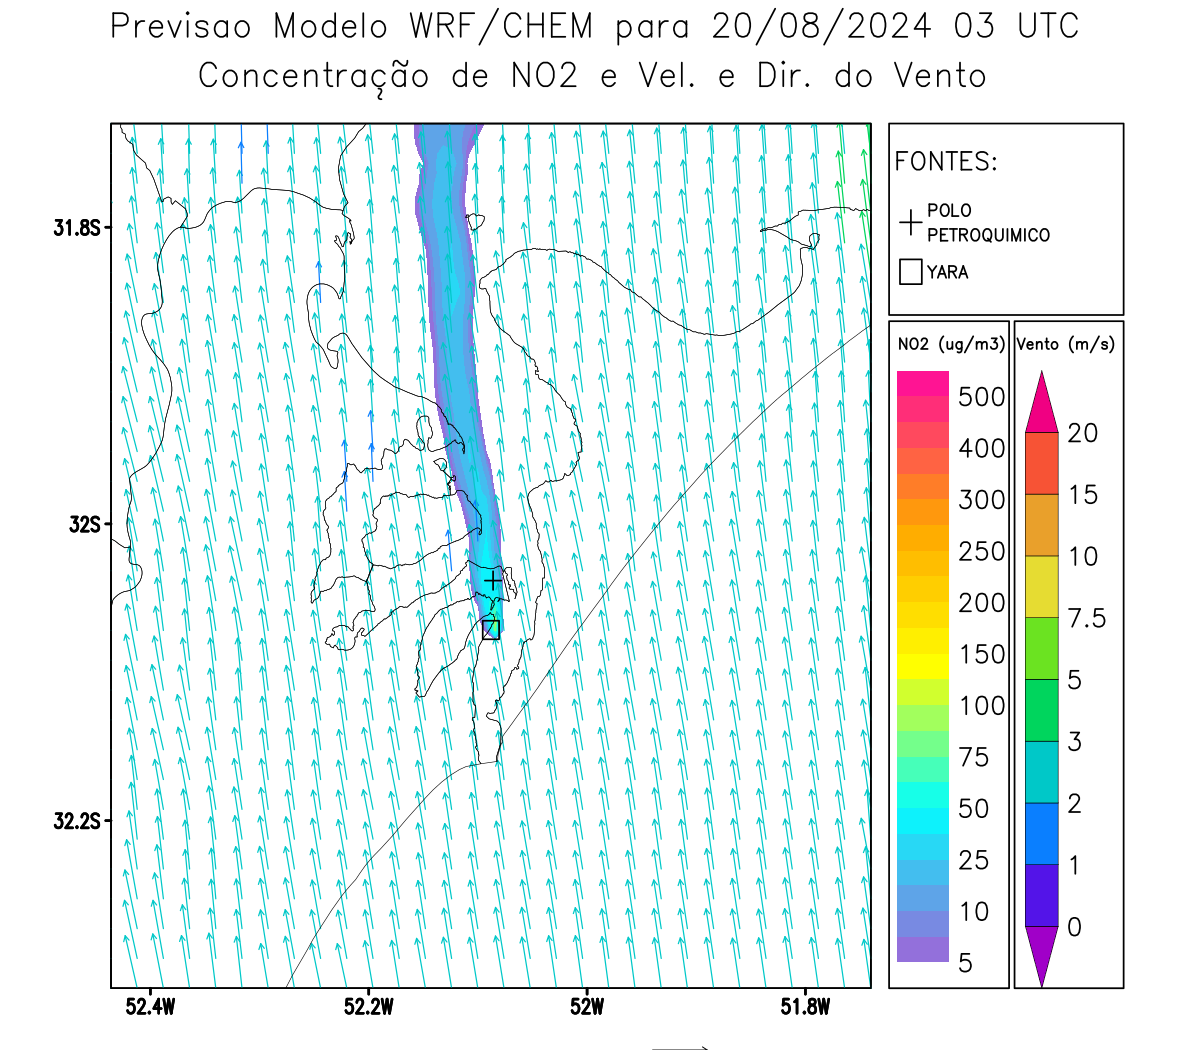 Previsao Modelo WRF/CHEM para 20/08/2024 03 UTC
Concentração de NO2 e Vel. e Dir. do Vento
FONTES:
POLO
PETROQUIMICO
YARA
NO2 (ug/m3)
500
400
300
250
200
150
100
75
50
25
10
5
Vento (m/s)
20
15
10
7.5
5
3
2
1
0
31.8S
32S
32.2S
52.4W
52.2W
52W
51.8W